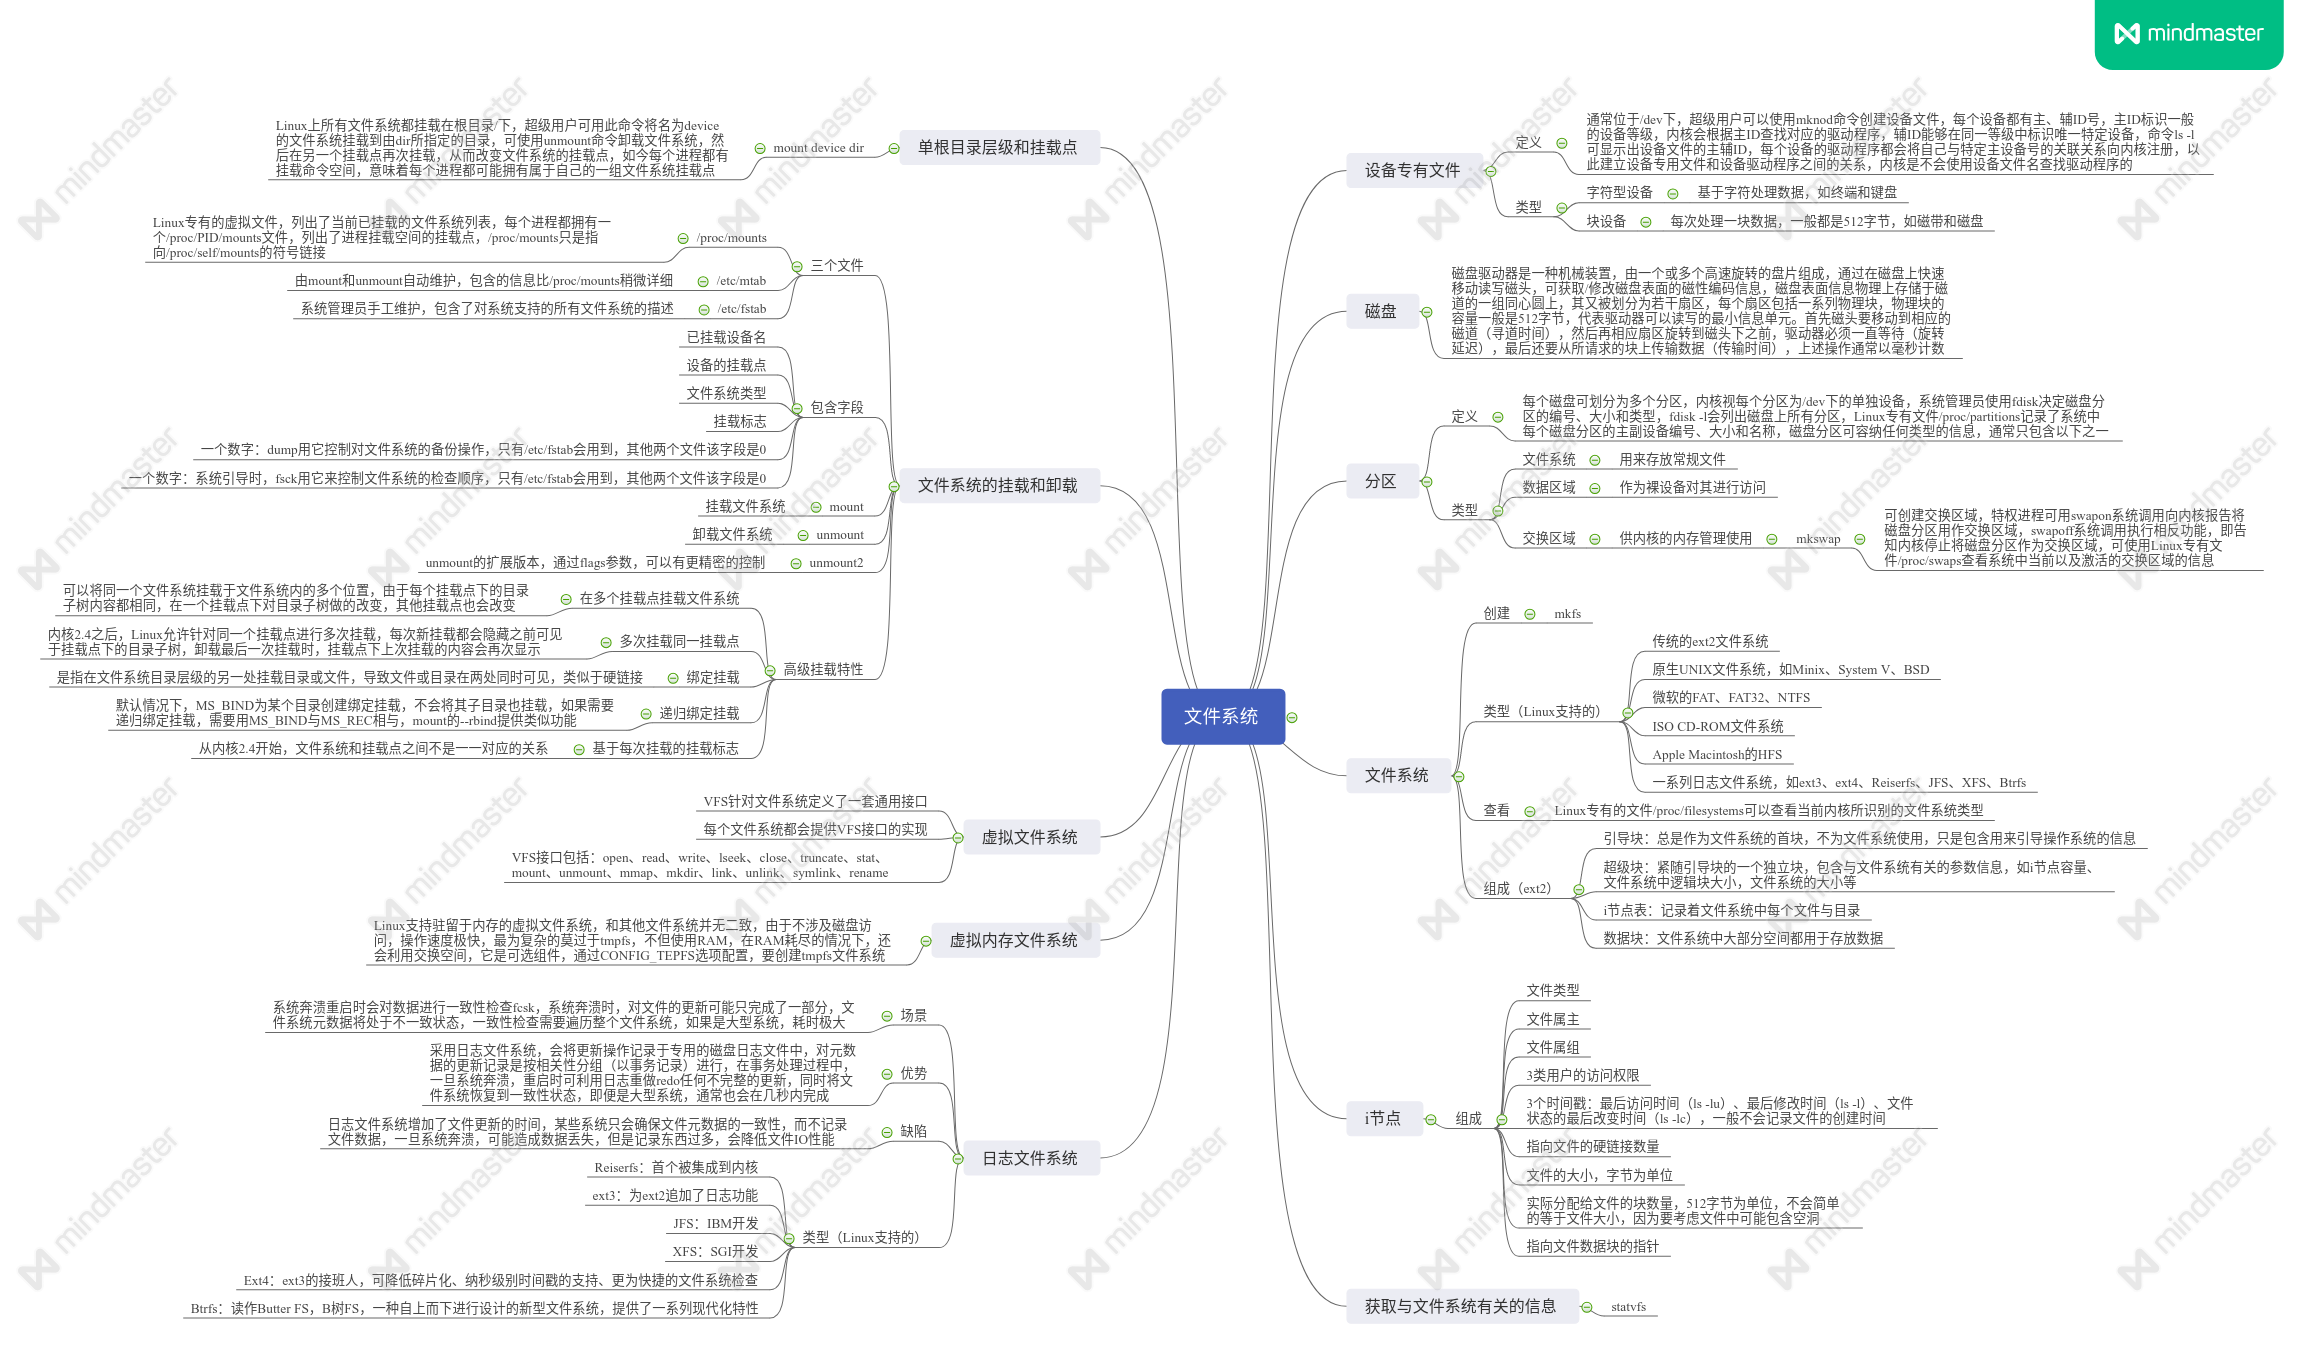 mindmaster
文件系统
设备专有文件
定义
通常位于/dev下，超级用户可以使用mknod命令创建设备文件，每个设备都有主、辅ID号，主ID标识一般
的设备等级，内核会根据主ID查找对应的驱动程序，辅ID能够在同一等级中标识唯一特定设备，命令ls -l
可显示出设备文件的主辅ID，每个设备的驱动程序都会将自己与特定主设备号的关联关系向内核注册，以
此建立设备专用文件和设备驱动程序之间的关系，内核是不会使用设备文件名查找驱动程序的
类型
字符型设备
基于字符处理数据，如终端和键盘
块设备
每次处理一块数据，一般都是512字节，如磁带和磁盘
磁盘
磁盘驱动器是一种机械装置，由一个或多个高速旋转的盘片组成，通过在磁盘上快速
移动读写磁头，可获取/修改磁盘表面的磁性编码信息，磁盘表面信息物理上存储于磁
道的一组同心圆上，其又被划分为若干扇区，每个扇区包括一系列物理块，物理块的
容量一般是512字节，代表驱动器可以读写的最小信息单元。首先磁头要移动到相应的
磁道（寻道时间），然后再相应扇区旋转到磁头下之前，驱动器必须一直等待（旋转
延迟），最后还要从所请求的块上传输数据（传输时间），上述操作通常以毫秒计数
分区
定义
每个磁盘可划分为多个分区，内核视每个分区为/dev下的单独设备，系统管理员使用fdisk决定磁盘分
区的编号、大小和类型，fdisk -l会列出磁盘上所有分区，Linux专有文件/proc/partitions记录了系统中
每个磁盘分区的主副设备编号、大小和名称，磁盘分区可容纳任何类型的信息，通常只包含以下之一
类型
文件系统
用来存放常规文件
数据区域
作为裸设备对其进行访问
交换区域
供内核的内存管理使用
mkswap
可创建交换区域，特权进程可用swapon系统调用向内核报告将
磁盘分区用作交换区域，swapoff系统调用执行相反功能，即告
知内核停止将磁盘分区作为交换区域，可使用Linux专有文
件/proc/swaps查看系统中当前以及激活的交换区域的信息
文件系统
创建
mkfs
类型（Linux支持的）
传统的ext2文件系统
原生UNIX文件系统，如Minix、System V、BSD
微软的FAT、FAT32、NTFS
ISO CD-ROM文件系统
Apple Macintosh的HFS
一系列日志文件系统，如ext3、ext4、Reiserfs、JFS、XFS、Btrfs
查看
Linux专有的文件/proc/filesystems可以查看当前内核所识别的文件系统类型
组成（ext2）
引导块：总是作为文件系统的首块，不为文件系统使用，只是包含用来引导操作系统的信息
超级块：紧随引导块的一个独立块，包含与文件系统有关的参数信息，如i节点容量、
文件系统中逻辑块大小，文件系统的大小等
i节点表：记录着文件系统中每个文件与目录
数据块：文件系统中大部分空间都用于存放数据
i节点
组成
文件类型
文件属主
文件属组
3类用户的访问权限
3个时间戳：最后访问时间（ls -lu）、最后修改时间（ls -l）、文件
状态的最后改变时间（ls -lc），一般不会记录文件的创建时间
指向文件的硬链接数量
文件的大小，字节为单位
实际分配给文件的块数量，512字节为单位，不会简单
的等于文件大小，因为要考虑文件中可能包含空洞
指向文件数据块的指针
获取与文件系统有关的信息
statvfs
单根目录层级和挂载点
mount device dir
Linux上所有文件系统都挂载在根目录/下，超级用户可用此命令将名为device
的文件系统挂载到由dir所指定的目录，可使用unmount命令卸载文件系统，然
后在另一个挂载点再次挂载，从而改变文件系统的挂载点，如今每个进程都有
挂载命令空间，意味着每个进程都可能拥有属于自己的一组文件系统挂载点
文件系统的挂载和卸载
三个文件
/proc/mounts
Linux专有的虚拟文件，列出了当前已挂载的文件系统列表，每个进程都拥有一
个/proc/PID/mounts文件，列出了进程挂载空间的挂载点，/proc/mounts只是指
向/proc/self/mounts的符号链接
/etc/mtab
由mount和unmount自动维护，包含的信息比/proc/mounts稍微详细
/etc/fstab
系统管理员手工维护，包含了对系统支持的所有文件系统的描述
包含字段
已挂载设备名
设备的挂载点
文件系统类型
挂载标志
一个数字：dump用它控制对文件系统的备份操作，只有/etc/fstab会用到，其他两个文件该字段是0
一个数字：系统引导时，fsck用它来控制文件系统的检查顺序，只有/etc/fstab会用到，其他两个文件该字段是0
mount
挂载文件系统
unmount
卸载文件系统
unmount2
unmount的扩展版本，通过flags参数，可以有更精密的控制
高级挂载特性
在多个挂载点挂载文件系统
可以将同一个文件系统挂载于文件系统内的多个位置，由于每个挂载点下的目录
子树内容都相同，在一个挂载点下对目录子树做的改变，其他挂载点也会改变
多次挂载同一挂载点
内核2.4之后，Linux允许针对同一个挂载点进行多次挂载，每次新挂载都会隐藏之前可见
于挂载点下的目录子树，卸载最后一次挂载时，挂载点下上次挂载的内容会再次显示
绑定挂载
是指在文件系统目录层级的另一处挂载目录或文件，导致文件或目录在两处同时可见，类似于硬链接
递归绑定挂载
默认情况下，MS_BIND为某个目录创建绑定挂载，不会将其子目录也挂载，如果需要
递归绑定挂载，需要用MS_BIND与MS_REC相与，mount的--rbind提供类似功能
基于每次挂载的挂载标志
从内核2.4开始，文件系统和挂载点之间不是一一对应的关系
虚拟文件系统
VFS针对文件系统定义了一套通用接口
每个文件系统都会提供VFS接口的实现
VFS接口包括：open、read、write、lseek、close、truncate、stat、
mount、unmount、mmap、mkdir、link、unlink、symlink、rename
虚拟内存文件系统
Linux支持驻留于内存的虚拟文件系统，和其他文件系统并无二致，由于不涉及磁盘访
问，操作速度极快，最为复杂的莫过于tmpfs，不但使用RAM，在RAM耗尽的情况下，还
会利用交换空间，它是可选组件，通过CONFIG_TEPFS选项配置，要创建tmpfs文件系统
日志文件系统
场景
系统奔溃重启时会对数据进行一致性检查fcsk，系统奔溃时，对文件的更新可能只完成了一部分，文
件系统元数据将处于不一致状态，一致性检查需要遍历整个文件系统，如果是大型系统，耗时极大
优势
采用日志文件系统，会将更新操作记录于专用的磁盘日志文件中，对元数
据的更新记录是按相关性分组（以事务记录）进行，在事务处理过程中，
一旦系统奔溃，重启时可利用日志重做redo任何不完整的更新，同时将文
件系统恢复到一致性状态，即便是大型系统，通常也会在几秒内完成
缺陷
日志文件系统增加了文件更新的时间，某些系统只会确保文件元数据的一致性，而不记录
文件数据，一旦系统奔溃，可能造成数据丢失，但是记录东西过多，会降低文件IO性能
类型（Linux支持的）
Reiserfs：首个被集成到内核
ext3：为ext2追加了日志功能
JFS：IBM开发
XFS：SGI开发
Ext4：ext3的接班人，可降低碎片化、纳秒级别时间戳的支持、更为快捷的文件系统检查
Btrfs：读作Butter FS，B树FS，一种自上而下进行设计的新型文件系统，提供了一系列现代化特性